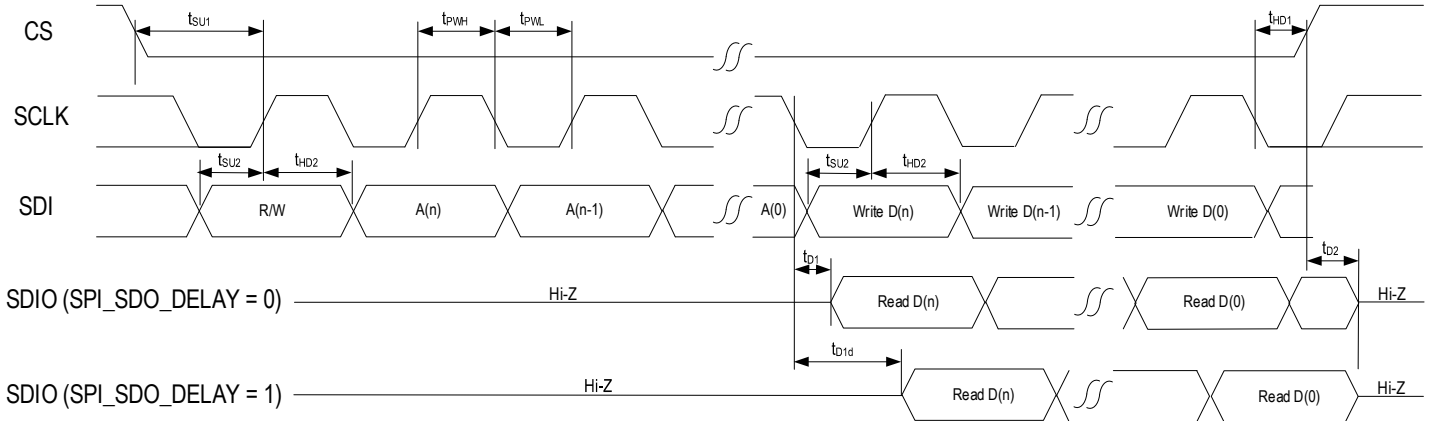 CS tSU1 tPWH tPWL tHD1
SCLK
tSU2 tHD2 tSU2 tHD2
SDI R/W A(n) A(n-1) A(0) Write D(n) Write D(n-1) Write D(0)
tD1 tD2
SDIO (SPI_SDO_DELAY = 0) Hi-Z Read D(n) Read D(0) Hi-Z
tD1d
SDIO (SPI_SDO_DELAY = 1) Hi-Z Read D(n) Read D(0) Hi-Z